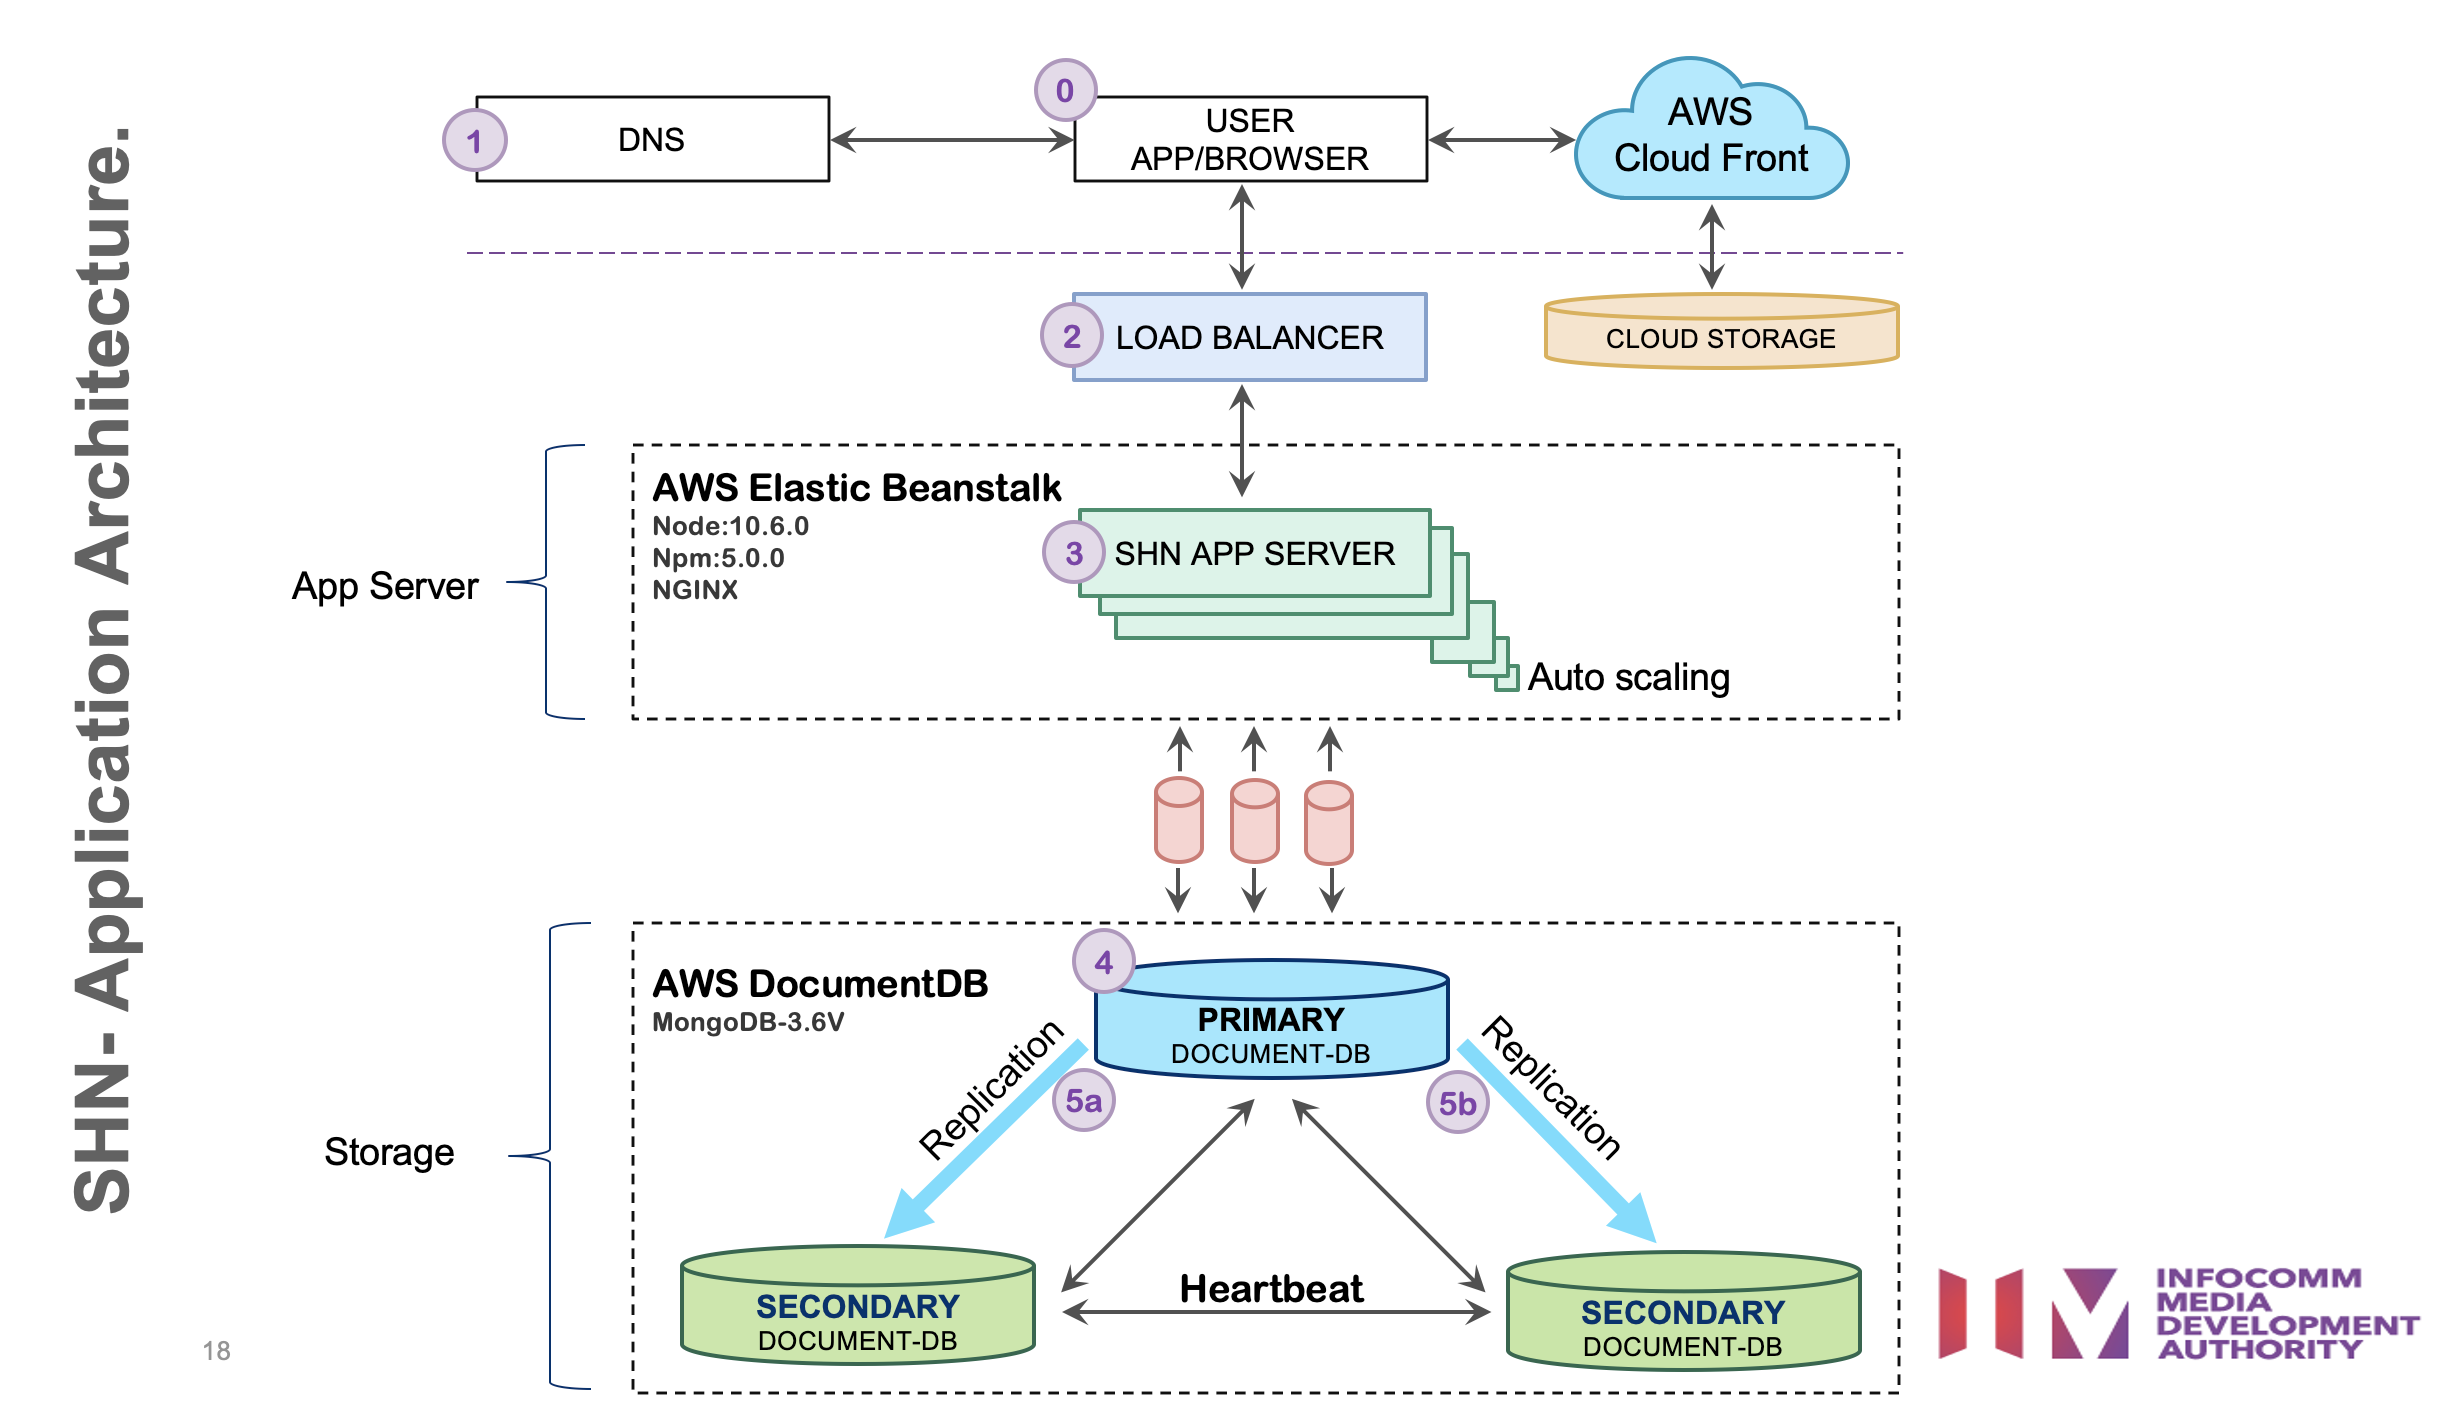 SHN- Application Architecture.
0
1
DNS
USER
APP/BROWSER
AWS
Cloud Front
2
LOAD BALANCER
CLOUD STORAGE
App Server
AWS Elastic Beanstalk
Node:10.6.0
Npm:5.0.0
NGINX
3
SHN APP SERVER
Auto scaling
Storage
AWS DocumentDB
MongoDB-3.6V
4
PRIMARY
DOCUMENT-DB
Replication
5a
5b
Replication
Heartbeat
SECONDARY
DOCUMENT-DB
SECONDARY
DOCUMENT-DB
18
INFOCOMM
MEDIA
DEVELOPMENT
AUTHORITY